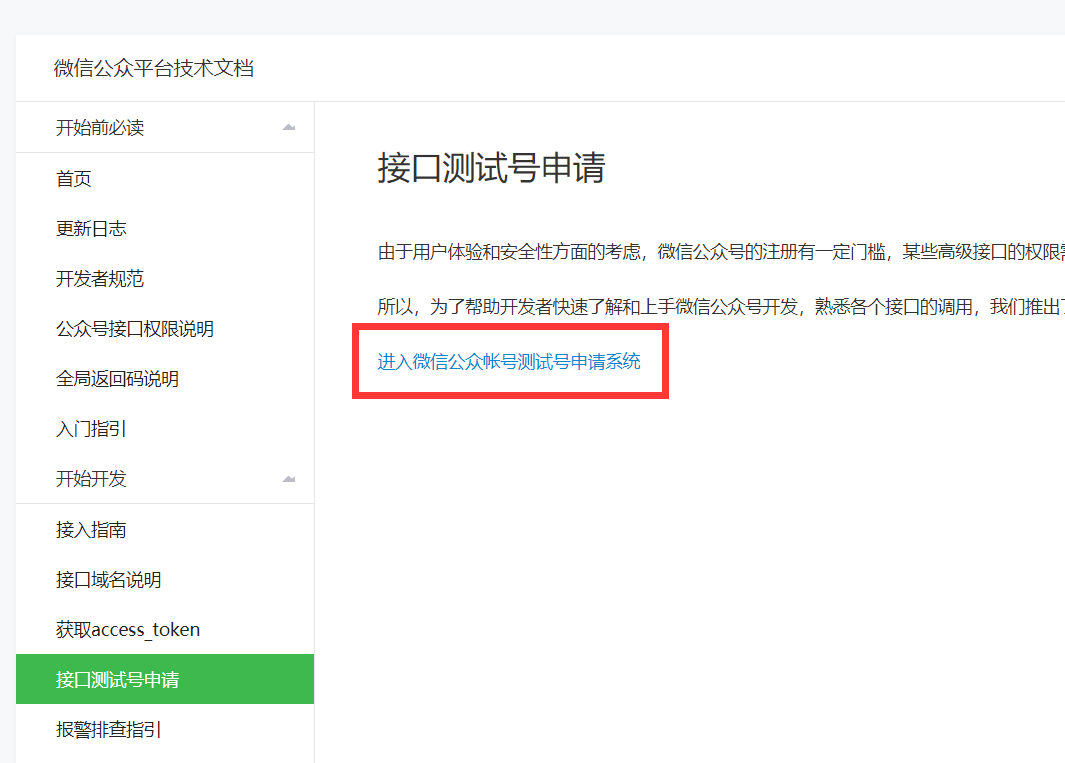 微信公众平台技术文档
开始前必读
首页
更新日志
开发者规范
公众号接口权限说明
全局返回码说明
入门指引
开始开发
接入指南
接口域名说明
获取access_token
接口测试号申请
报警排查指引
接口测试号申请
由于用户体验和安全性方面的考虑，微信公众号的注册有一定门槛，某些高级接口的权限
所以，为了帮助开发者快速了解和上手微信公众号开发，熟悉各个接口的调用，我们推出
进入微信公众帐号测试号申请系统